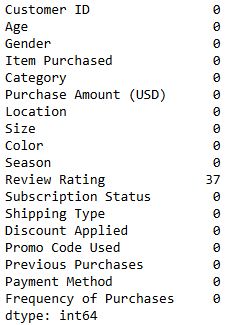 Customer ID 0
Age 0
Gender 0
Item Purchased 0
Category 0
Purchase Amount (USD) 0
Location 0
Size 0
Color 0
Season 0
Review Rating 37
Subscription Status 0
Shipping Type 0
Discount Applied 0
Promo Code Used 0
Previous Purchases 0
Payment Method 0
Frequency of Purchases 0
dtype: int64